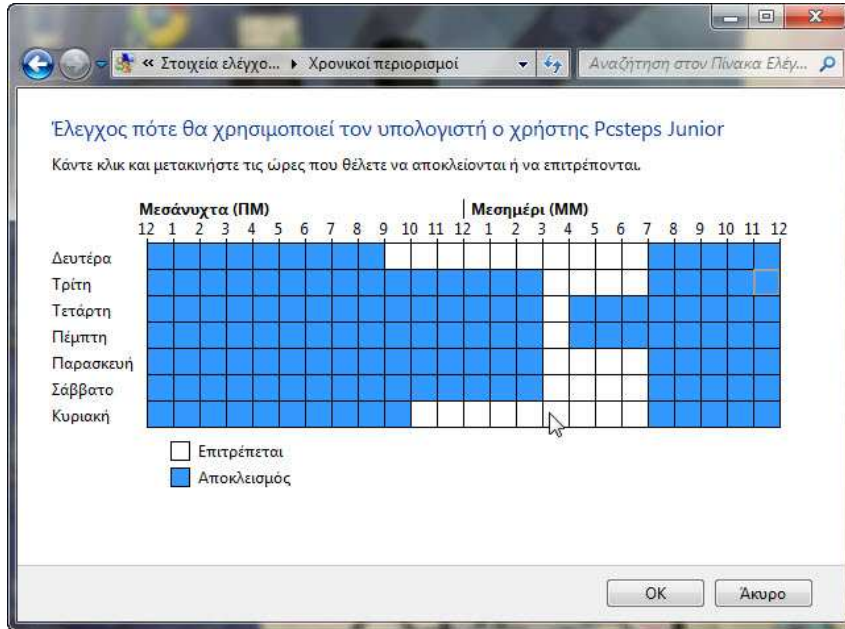 « Στοιχεία ελέγχο... Χρονικοί περιορισμοί Αναζήτηση στον Πίνακα Ελέγ...
Έλεγχος πότε θα χρησιμοποιεί τον υπολογιστή ο χρήστης Pcsteps Junior
Κάντε κλικ και μετακινήστε τις ώρες που θέλετε να αποκλείονται ή να επιτρέπονται.
Μεσάνυχτα (ΠΜ) Μεσημέρι (ΜΜ)
12 1 2 3 4 5 6 7 8 9 10 11 12 1 2 3 4 5 6 7 8 9 10 11 12
Δευτέρα
Τρίτη
Τετάρτη
Πέμπτη
Παρασκευή
Σάββατο
Κυριακή
Επιτρέπεται
Αποκλεισμός
OK Άκυρο